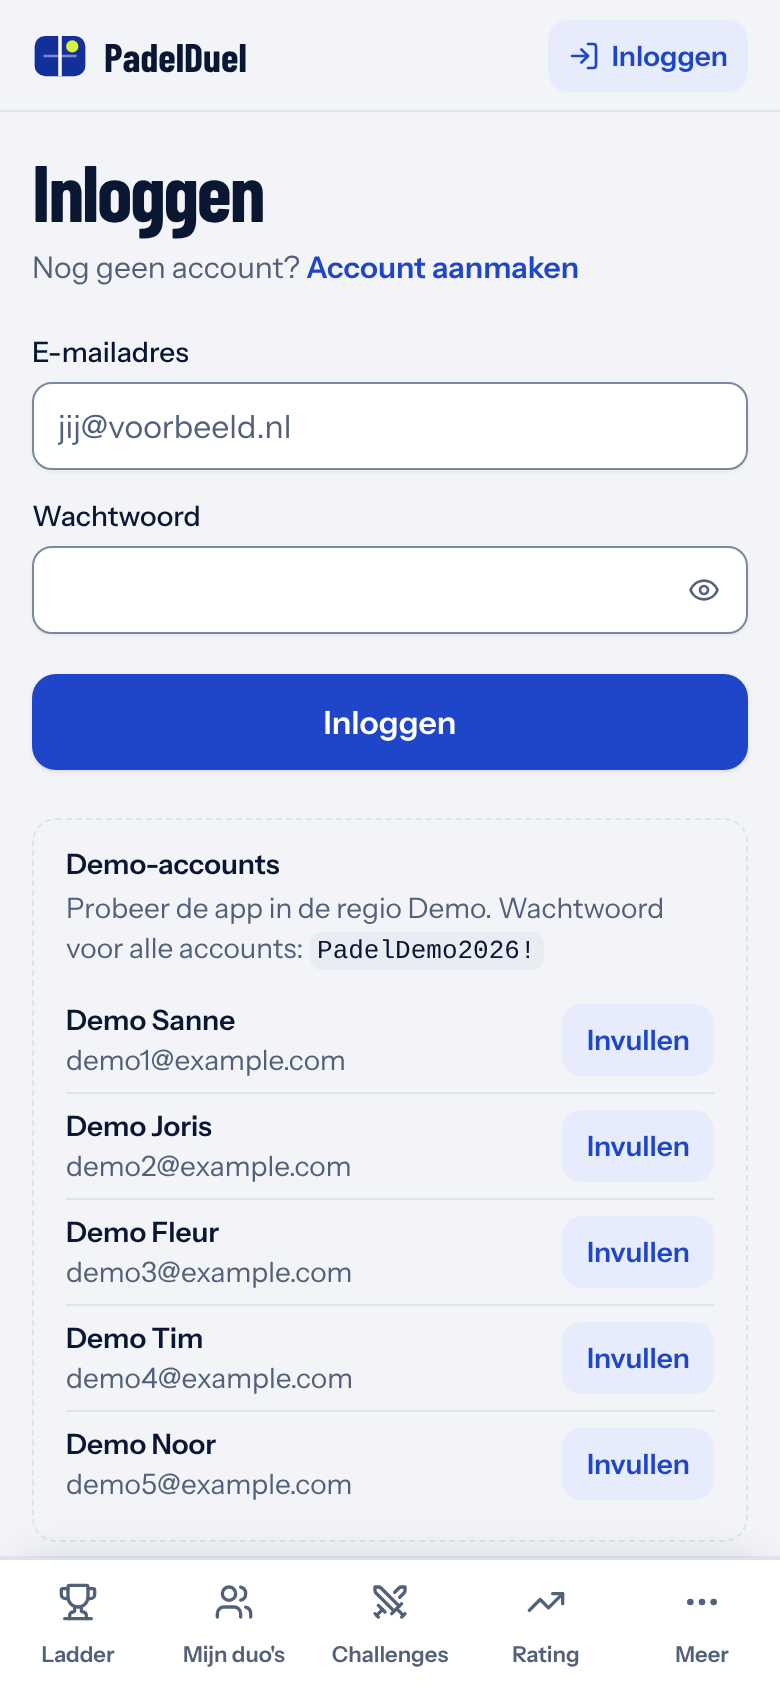 PadelDuel
Inloggen
Inloggen
Nog geen account? Account aanmaken
E-mailadres
jij@voorbeeld.nl
Wachtwoord
Inloggen
Demo-accounts
Probeer de app in de regio Demo. Wachtwoord
voor alle accounts: PadelDemo2026!
Demo Sanne
demo1@example.com
Invullen
Demo Joris
demo2@example.com
Invullen
Demo Fleur
demo3@example.com
Invullen
Demo Tim
demo4@example.com
Invullen
Demo Noor
demo5@example.com
Invullen
Ladder
Mijn duo's
Challenges
Rating
Meer